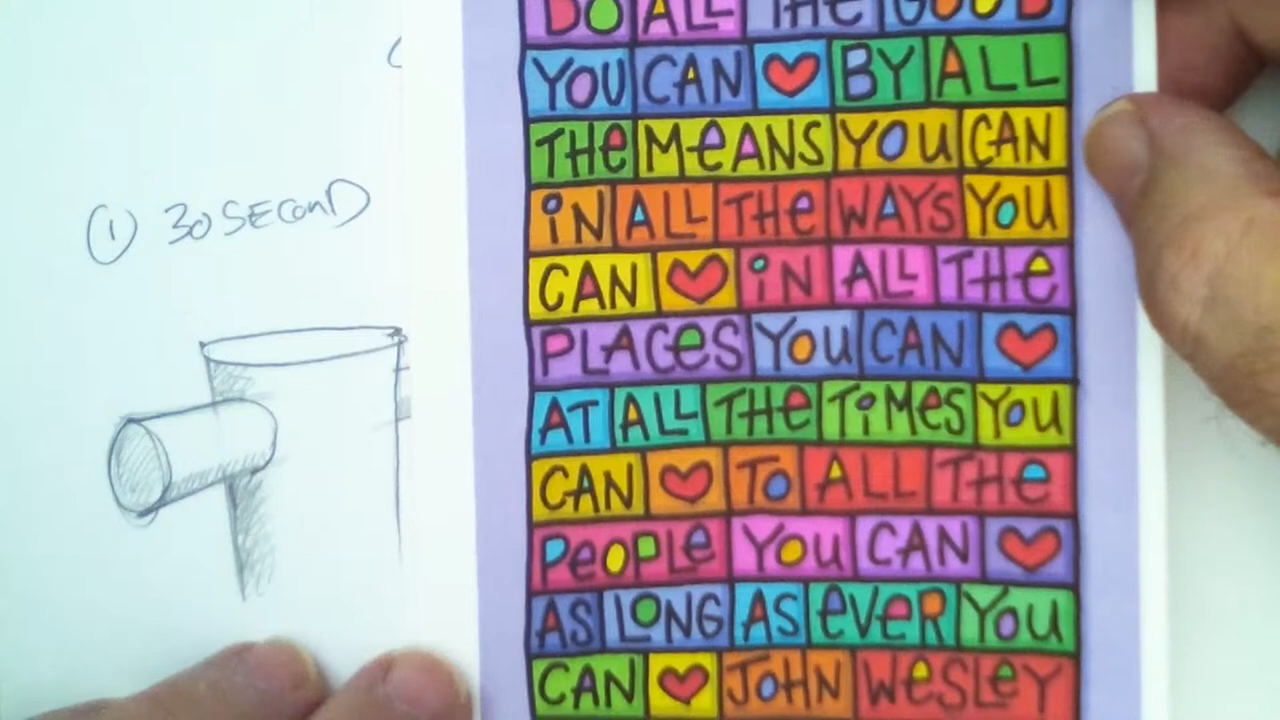 ① 30 SECOND
DO ALL THE GOOD
YOU CAN ❤ BY ALL
THE MEANS YOU CAN
IN ALL THE WAYS YOU
CAN ❤ IN ALL THE
PLACES YOU CAN ❤
AT ALL THE TIMES YOU
CAN ❤ TO ALL THE
PEOPLE YOU CAN ❤
AS LONG AS EVER YOU
CAN ❤ JOHN WESLEY